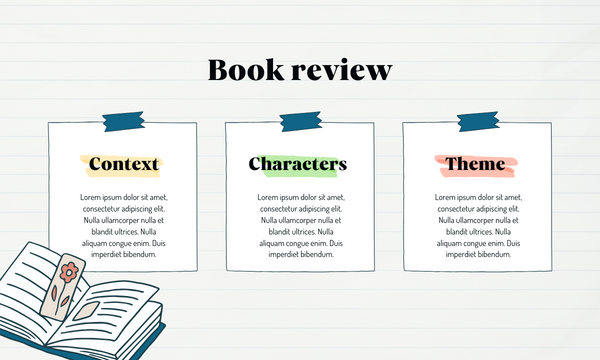 Book review
Context
Lorem ipsum dolor sit amet,
consectetur adipiscing elit.
Nulla ullamcorper nulla et
blandit ultrices. Nulla
aliquam congue enim. Duis
imperdiet bibendum.
Characters
Lorem ipsum dolor sit amet,
consectetur adipiscing elit.
Nulla ullamcorper nulla et
blandit ultrices. Nulla
aliquam congue enim. Duis
imperdiet bibendum.
Theme
Lorem ipsum dolor sit amet,
consectetur adipiscing elit.
Nulla ullamcorper nulla et
blandit ultrices. Nulla
aliquam congue enim. Duis
imperdiet bibendum.